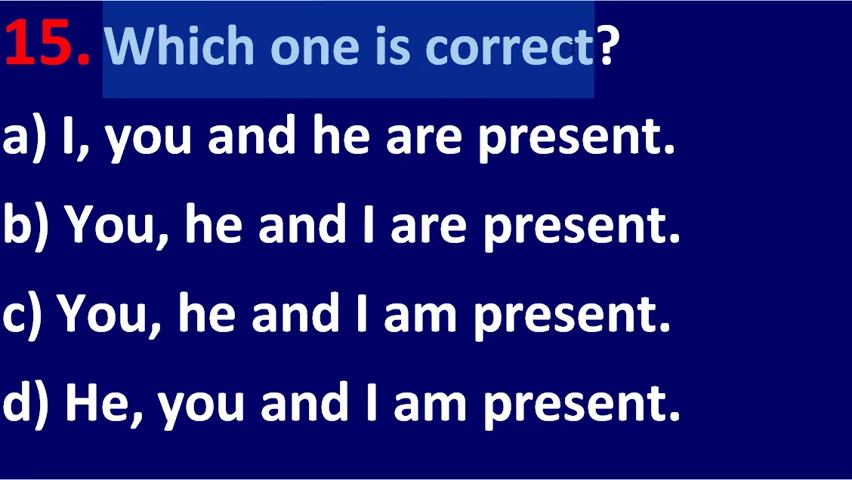 15. Which one is correct?
a) I, you and he are present.
b) You, he and I are present.
c) You, he and I am present.
d) He, you and I am present.